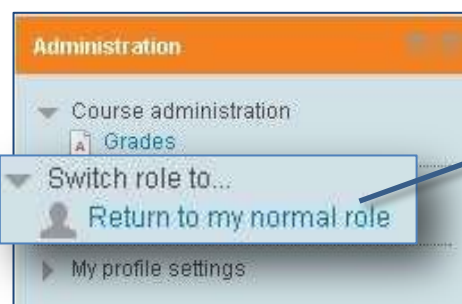 Administration
Course administration
Grades
Switch role to...
Return to my normal role
My profile settings